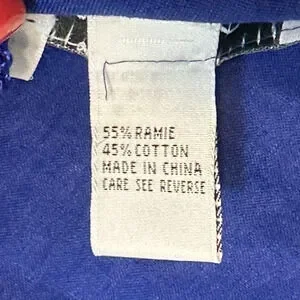 55% RAMIE
45% COTTON
MADE IN CHINA
CARE SEE REVERSE